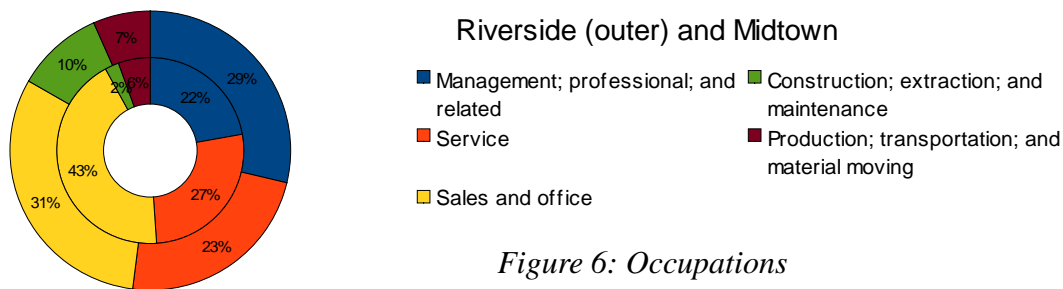 Riverside (outer) and Midtown
7%
10%
29%
6%
2%
22%
43%
27%
31%
23%
Management; professional; and
related
Service
Sales and office
Construction; extraction; and
maintenance
Production; transportation; and
material moving
Figure 6: Occupations